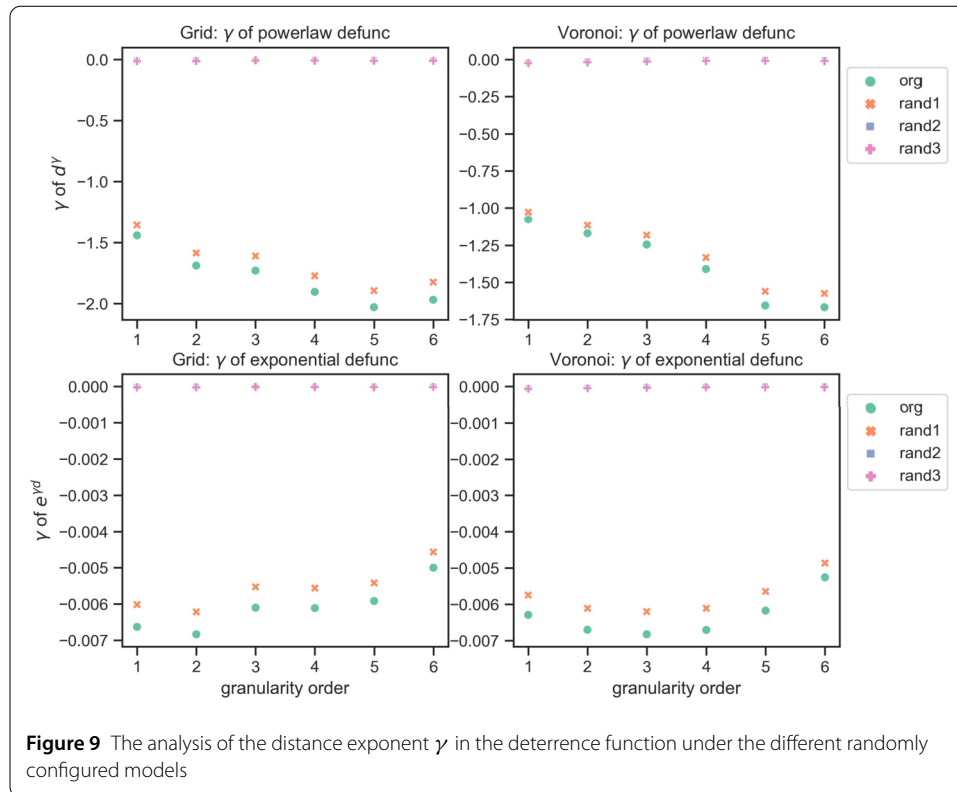 Grid: γ of powerlaw defunc
Voronoi: γ of powerlaw defunc
γ of d^γ
0.0
−0.5
−1.0
−1.5
−2.0
1 2 3 4 5 6
0.00
−0.25
−0.50
−0.75
−1.00
−1.25
−1.50
−1.75
1 2 3 4 5 6
org
rand1
rand2
rand3
Grid: γ of exponential defunc
Voronoi: γ of exponential defunc
γ of e^γd
0.000
−0.001
−0.002
−0.003
−0.004
−0.005
−0.006
−0.007
1 2 3 4 5 6
granularity order
0.000
−0.001
−0.002
−0.003
−0.004
−0.005
−0.006
−0.007
1 2 3 4 5 6
granularity order
org
rand1
rand2
rand3
Figure 9 The analysis of the distance exponent γ in the deterrence function under the different randomly
configured models